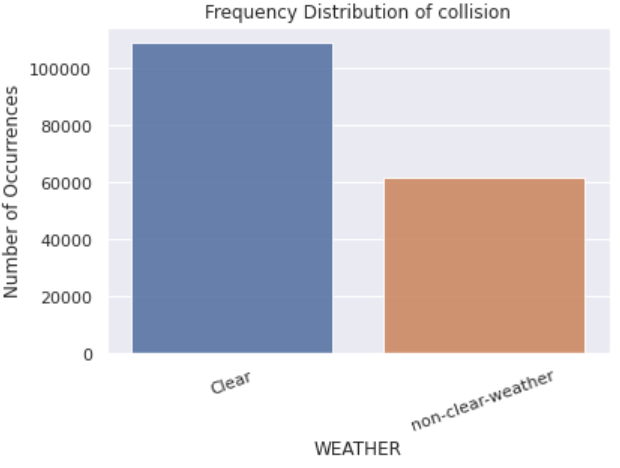 Frequency Distribution of collision
Number of Occurrences
100000
80000
60000
40000
20000
0
Clear
non-clear-weather
WEATHER